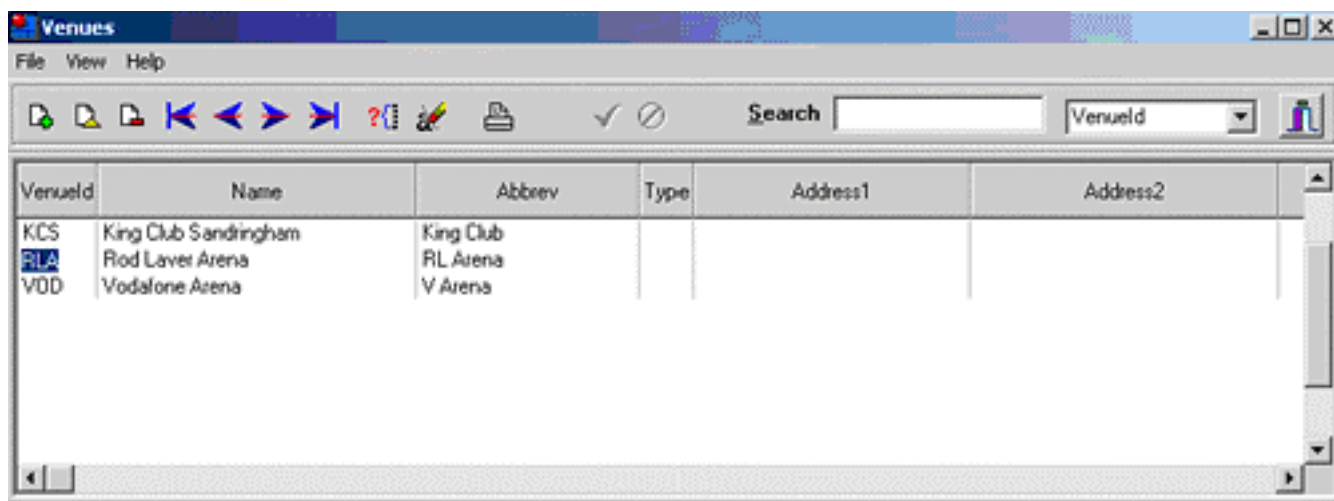 Venues
File View Help
Search VenueId
VenueId Name Abbrev Type Address1 Address2
KCS King Club Sandringham King Club
RLA Rod Laver Arena RL Arena
VOD Vodafone Arena V Arena